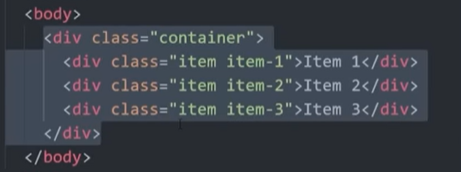 <body>
<div class="container">
<div class="item item-1">Item 1</div>
<div class="item item-2">Item 2</div>
<div class="item item-3">Item 3</div>
</div>
</body>